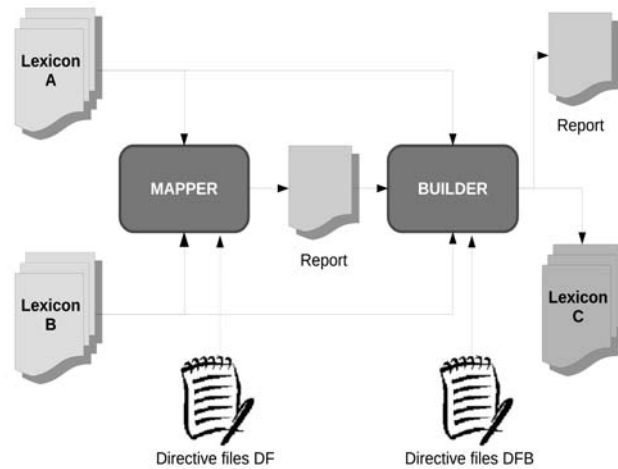 Lexicon
A
Report
MAPPER
BUILDER
Report
Lexicon
B
Lexicon
C
Directive files DF
Directive files DFB